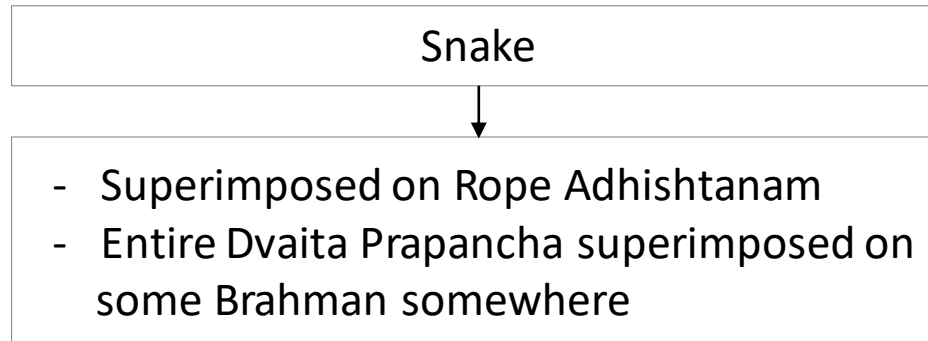 Snake
- Superimposed on Rope Adhishtanam
- Entire Dvaita Prapancha superimposed on
some Brahman somewhere